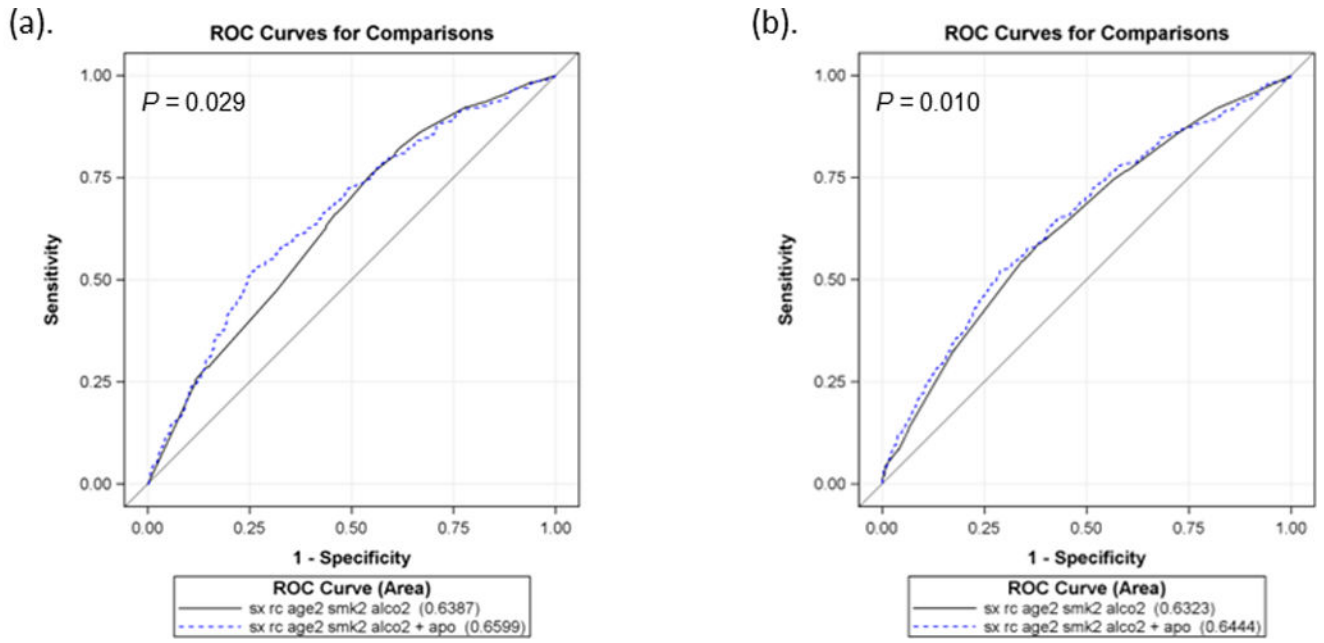 (a).
ROC Curves for Comparisons
P = 0.029
1.00
0.75
0.50
0.25
0.00
Sensitivity
0.00 0.25 0.50 0.75 1.00
1 - Specificity
ROC Curve (Area)
sx rc age2 smk2 alco2 (0.6387)
sx rc age2 smk2 alco2 + apo (0.6599)
(b).
ROC Curves for Comparisons
P = 0.010
1.00
0.75
0.50
0.25
0.00
Sensitivity
0.00 0.25 0.50 0.75 1.00
1 - Specificity
ROC Curve (Area)
sx rc age2 smk2 alco2 (0.6323)
sx rc age2 smk2 alco2 + apo (0.6444)